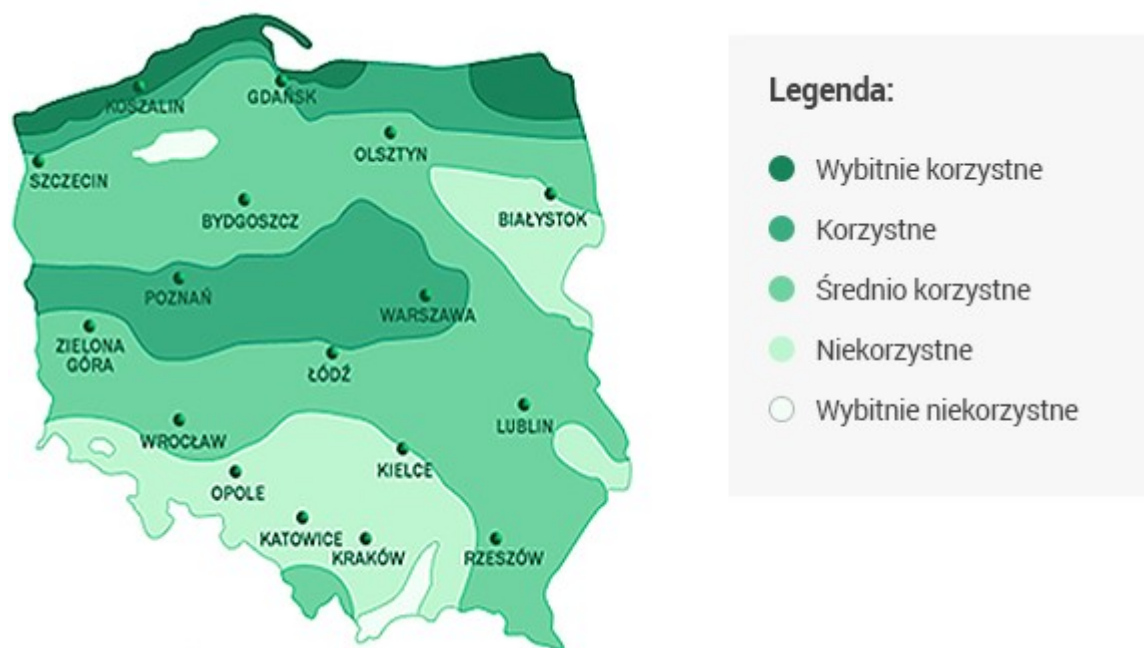 KOSZALIN
GDAŃSK
OLSZTYN
SZCZECIN
BIAŁYSTOK
BYDGOSZCZ
POZNAŃ
WARSZAWA
ZIELONA
GÓRA
ŁÓDŹ
LUBLIN
WROCŁAW
KIELCE
OPOLE
KATOWICE
KRAKÓW
RZESZÓW
Legenda:
Wybitnie korzystne
Korzystne
Średnio korzystne
Niekorzystne
Wybitnie niekorzystne